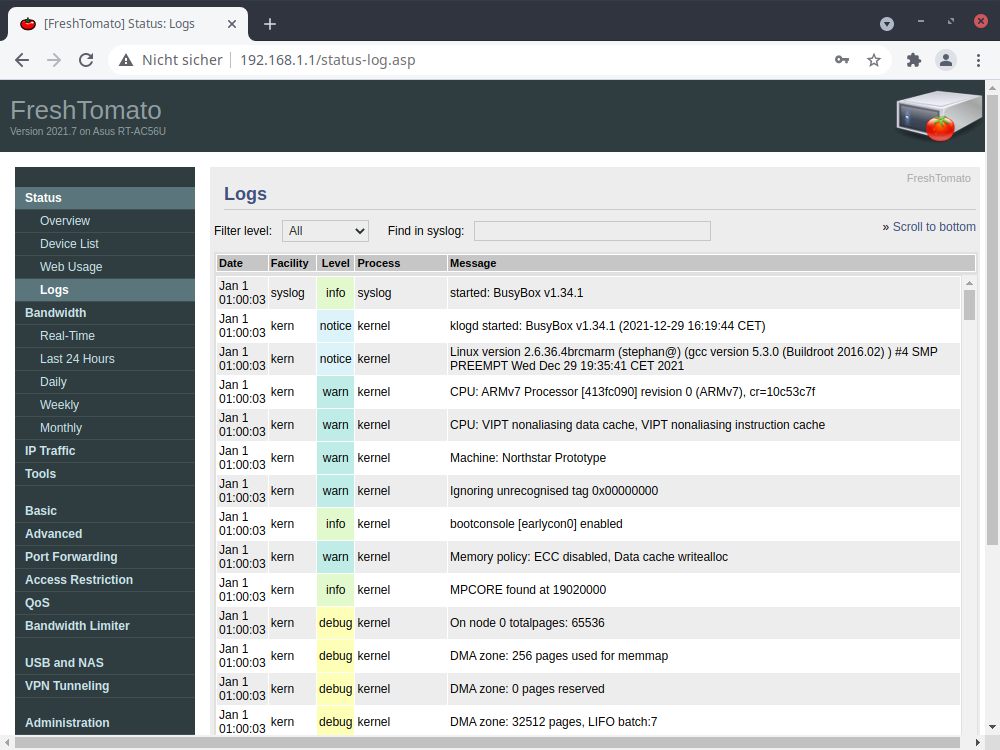 [FreshTomato] Status: Logs
Nicht sicher 192.168.1.1/status-log.asp
FreshTomato
Version 2021.7 on Asus RT-AC56U
Status
Overview
Device List
Web Usage
Logs
Bandwidth
Real-Time
Last 24 Hours
Daily
Weekly
Monthly
IP Traffic
Tools
Basic
Advanced
Port Forwarding
Access Restriction
QoS
Bandwidth Limiter
USB and NAS
VPN Tunneling
Administration
FreshTomato
Logs
Filter level: All Find in syslog: » Scroll to bottom
Date Facility Level Process Message
Jan 1
01:00:03 syslog info syslog started: BusyBox v1.34.1
Jan 1
01:00:03 kern notice kernel klogd started: BusyBox v1.34.1 (2021-12-29 16:19:44 CET)
Jan 1
01:00:03 kern notice kernel Linux version 2.6.36.4brcmarm (stephan@) (gcc version 5.3.0 (Buildroot 2016.02) ) #4 SMP
PREEMPT Wed Dec 29 19:35:41 CET 2021
Jan 1
01:00:03 kern warn kernel CPU: ARMv7 Processor [413fc090] revision 0 (ARMv7), cr=10c53c7f
Jan 1
01:00:03 kern warn kernel CPU: VIPT nonaliasing data cache, VIPT nonaliasing instruction cache
Jan 1
01:00:03 kern warn kernel Machine: Northstar Prototype
Jan 1
01:00:03 kern warn kernel Ignoring unrecognised tag 0x00000000
Jan 1
01:00:03 kern info kernel bootconsole [earlycon0] enabled
Jan 1
01:00:03 kern warn kernel Memory policy: ECC disabled, Data cache writealloc
Jan 1
01:00:03 kern info kernel MPCORE found at 19020000
Jan 1
01:00:03 kern debug kernel On node 0 totalpages: 65536
Jan 1
01:00:03 kern debug kernel DMA zone: 256 pages used for memmap
Jan 1
01:00:03 kern debug kernel DMA zone: 0 pages reserved
Jan 1
01:00:03 kern debug kernel DMA zone: 32512 pages, LIFO batch:7